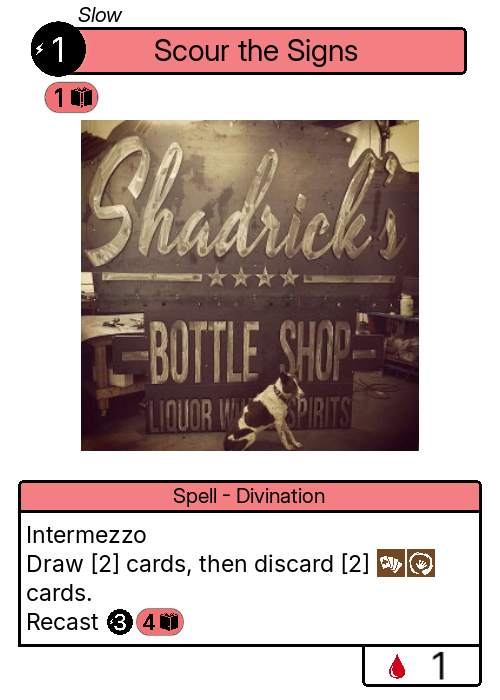 Slow
1 Scour the Signs
1
Shadrick's
BOTTLE SHOP
LIQUOR WINE SPIRITS
Spell - Divination
Intermezzo
Draw [2] cards, then discard [2]
cards.
Recast 3 4
1